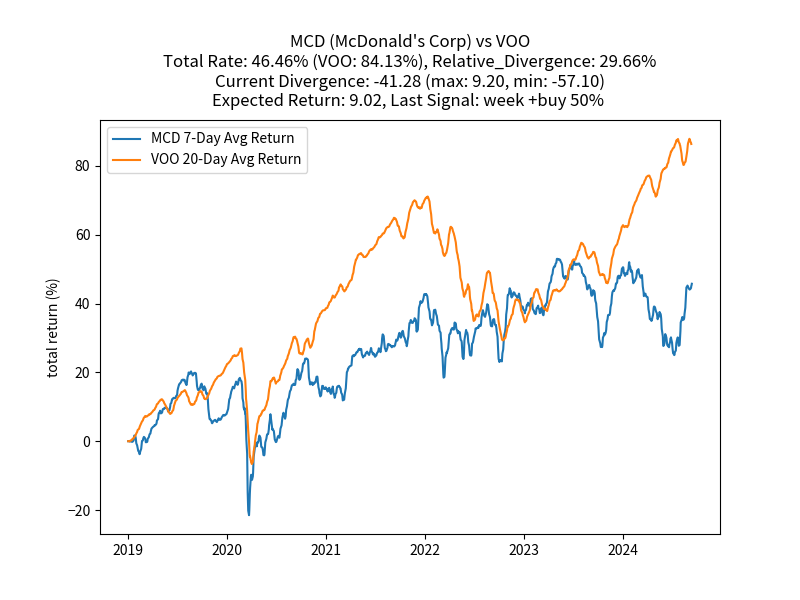 MCD (McDonald's Corp) vs VOO
Total Rate: 46.46% (VOO: 84.13%), Relative_Divergence: 29.66%
Current Divergence: -41.28 (max: 9.20, min: -57.10)
Expected Return: 9.02, Last Signal: week +buy 50%
MCD 7-Day Avg Return
VOO 20-Day Avg Return
total return (%)
80
60
40
20
0
−20
2019 2020 2021 2022 2023 2024